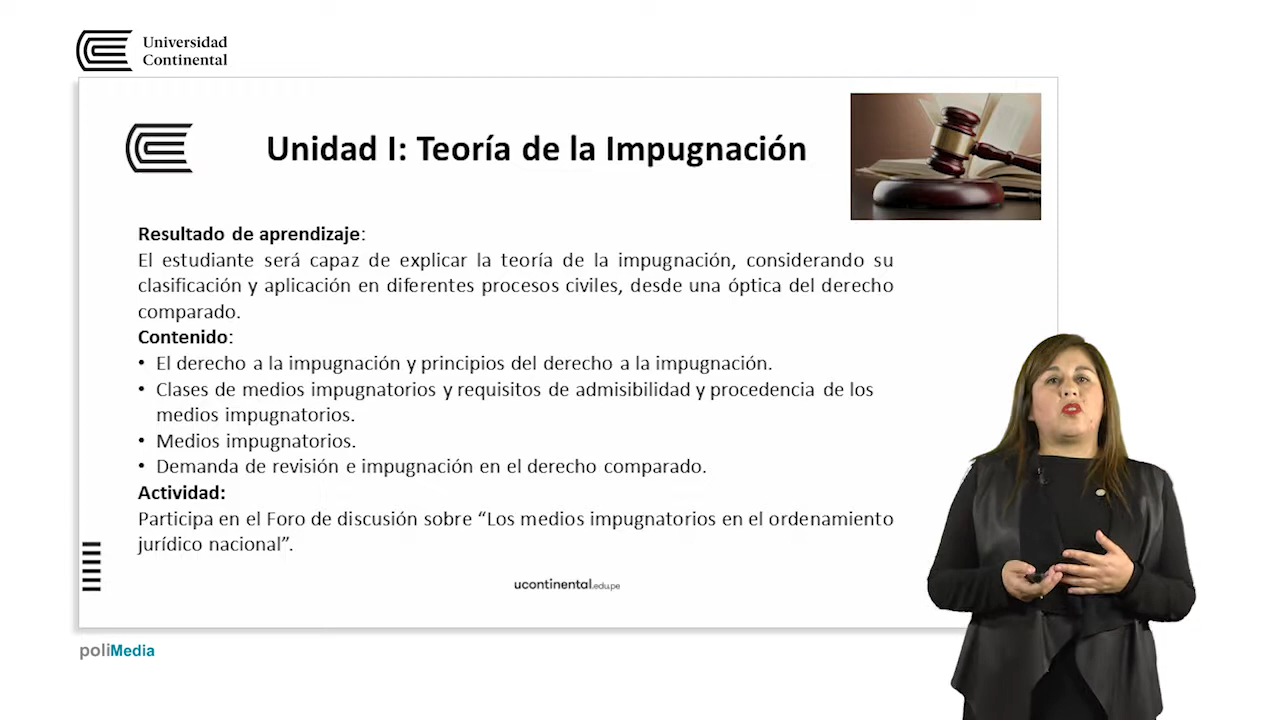 Universidad
Continental
Unidad I: Teoría de la Impugnación
Resultado de aprendizaje:
El estudiante será capaz de explicar la teoría de la impugnación, considerando su
clasificación y aplicación en diferentes procesos civiles, desde una óptica del derecho
comparado.
Contenido:
• El derecho a la impugnación y principios del derecho a la impugnación.
• Clases de medios impugnatorios y requisitos de admisibilidad y procedencia de los
medios impugnatorios.
• Medios impugnatorios.
• Demanda de revisión e impugnación en el derecho comparado.
Actividad:
Participa en el Foro de discusión sobre “Los medios impugnatorios en el ordenamiento
jurídico nacional”.
ucontinental.edu.pe
poliMedia